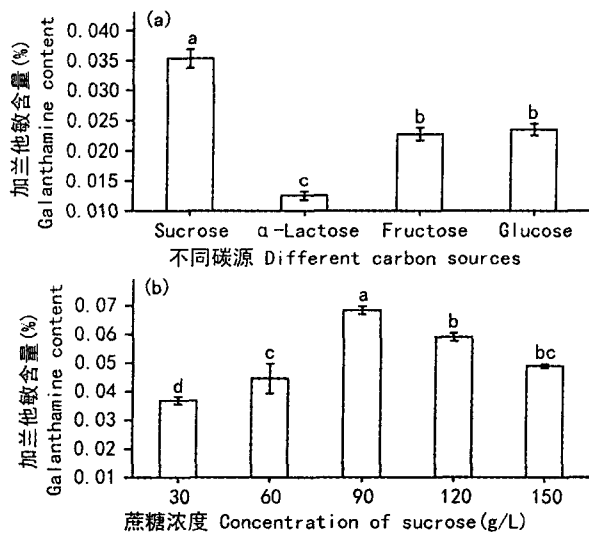 (a)
加兰他敏含量(%)
Galanthamine content
0.040
0.035
0.030
0.021
0.020
0.015
0.010
a
c
b
b
Sucrose α-Lactose Fructose Glucose
不同碳源 Different carbon sources
(b)
加兰他敏含量(%)
Galanthamine content
0.07
0.06
0.05
0.04
0.03
0.02
0.01
d
c
a
b
bc
30 60 90 120 150
蔗糖浓度 Concentration of sucrose(g/L)